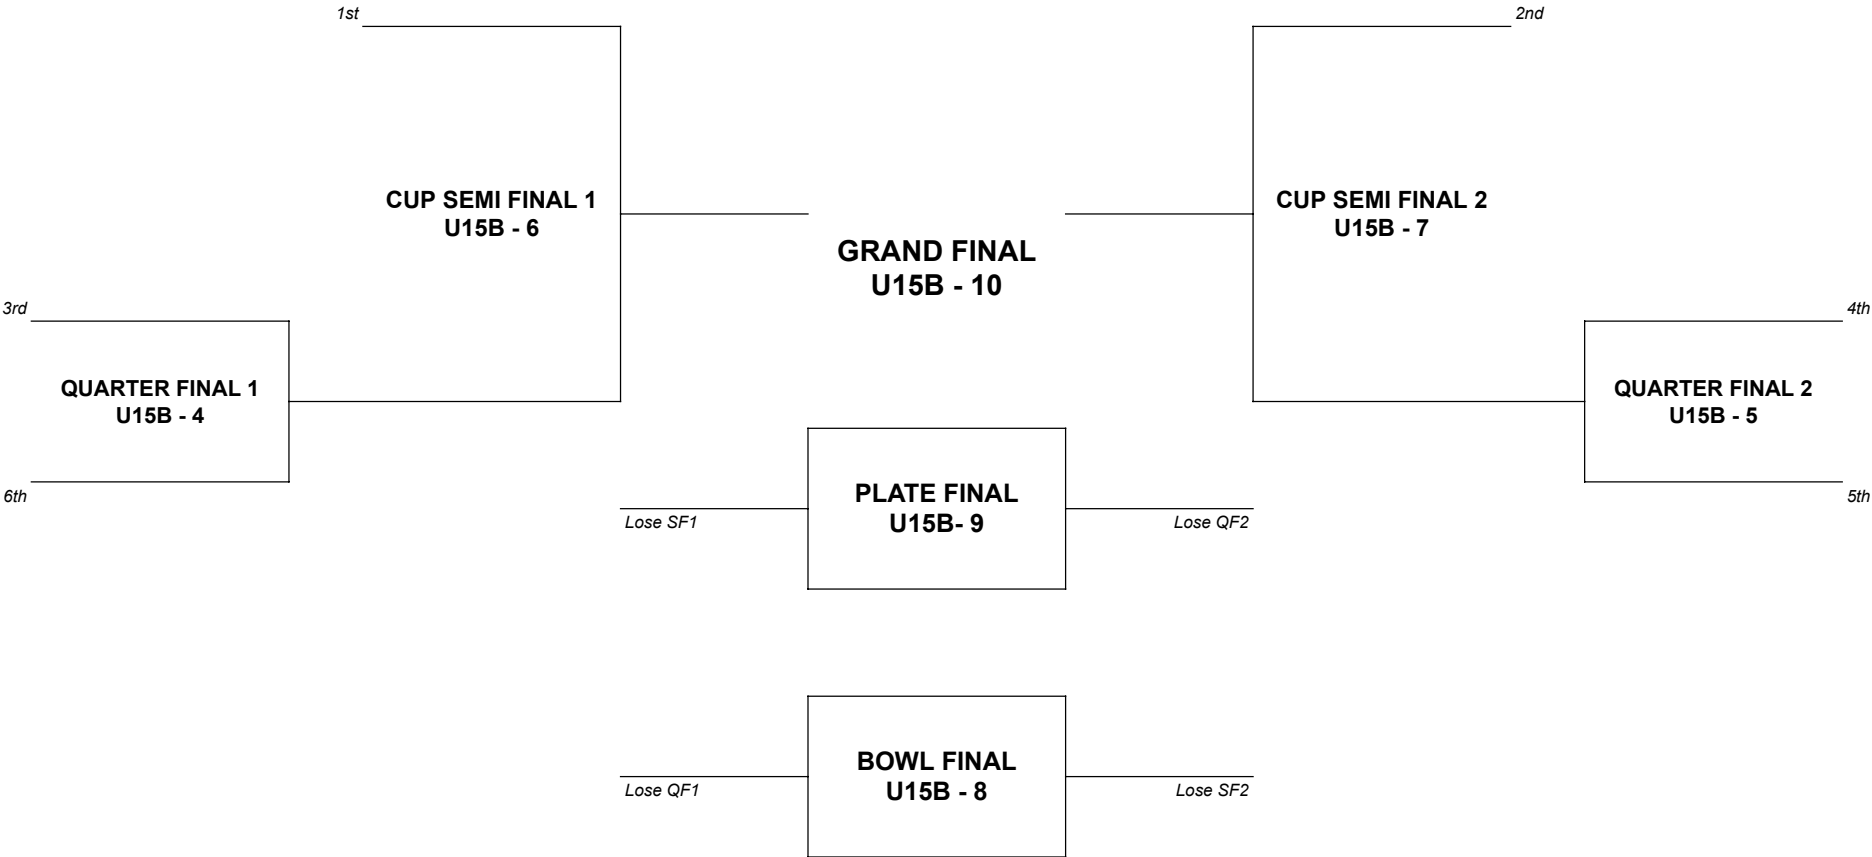 1st
2nd
CUP SEMI FINAL 1
U15B - 6
CUP SEMI FINAL 2
U15B - 7
GRAND FINAL
U15B - 10
3rd
4th
QUARTER FINAL 1
U15B - 4
QUARTER FINAL 2
U15B - 5
6th
5th
PLATE FINAL
U15B- 9
Lose SF1
Lose QF2
BOWL FINAL
U15B - 8
Lose QF1
Lose SF2